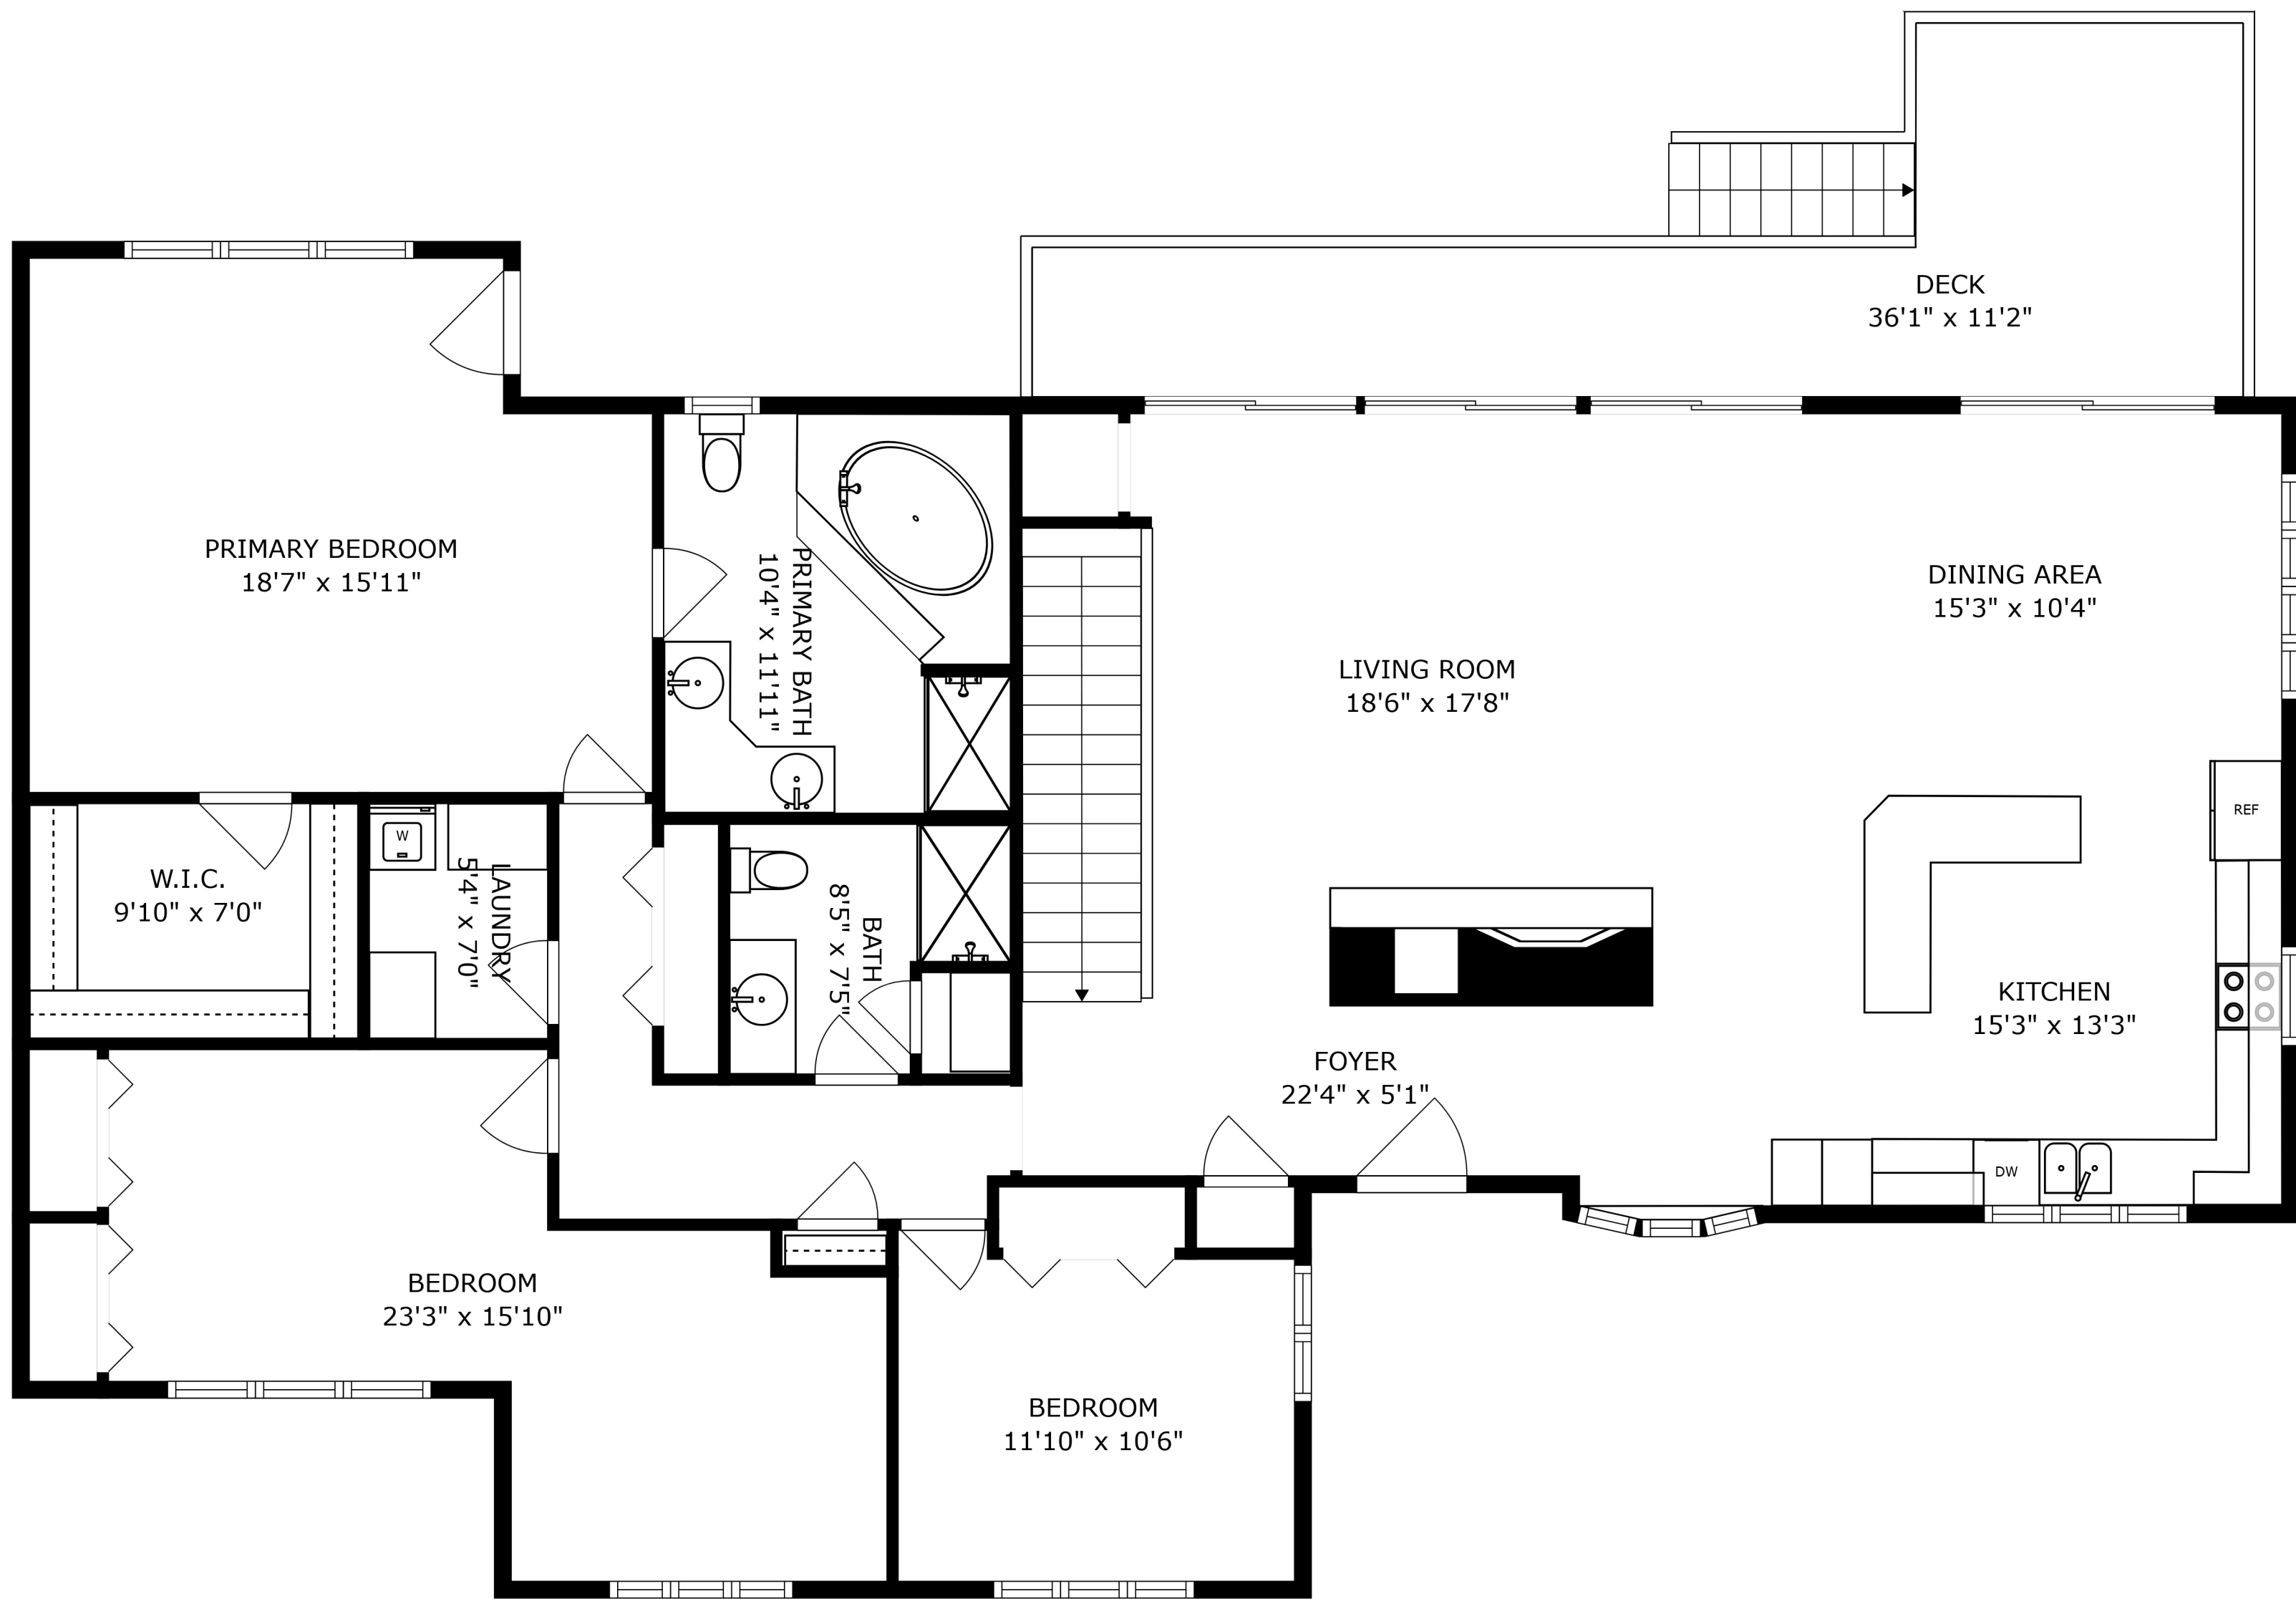 DECK
36'1" x 11'2"
PRIMARY BEDROOM
18'7" x 15'11"
PRIMARY BATH
10'4" x 11'11"
DINING AREA
15'3" x 10'4"
LIVING ROOM
18'6" x 17'8"
REF
W
W.I.C.
9'10" x 7'0"
LAUNDRY
5'4" x 7'0"
BATH
8'5" x 7'5"
KITCHEN
15'3" x 13'3"
FOYER
22'4" x 5'1"
DW
BEDROOM
23'3" x 15'10"
BEDROOM
11'10" x 10'6"